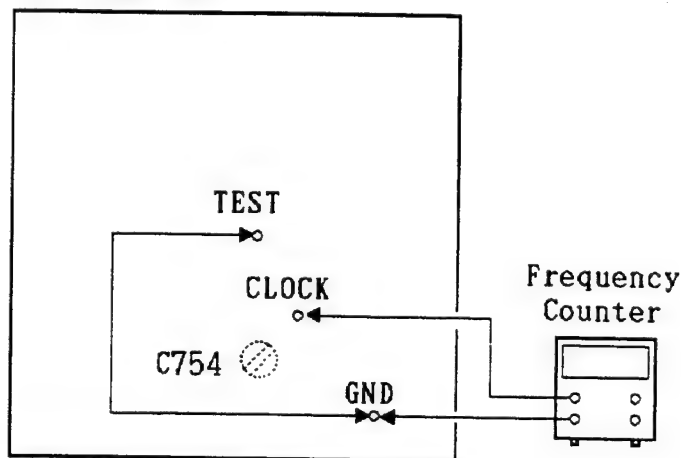 TEST
CLOCK
C754
GND
Frequency
Counter